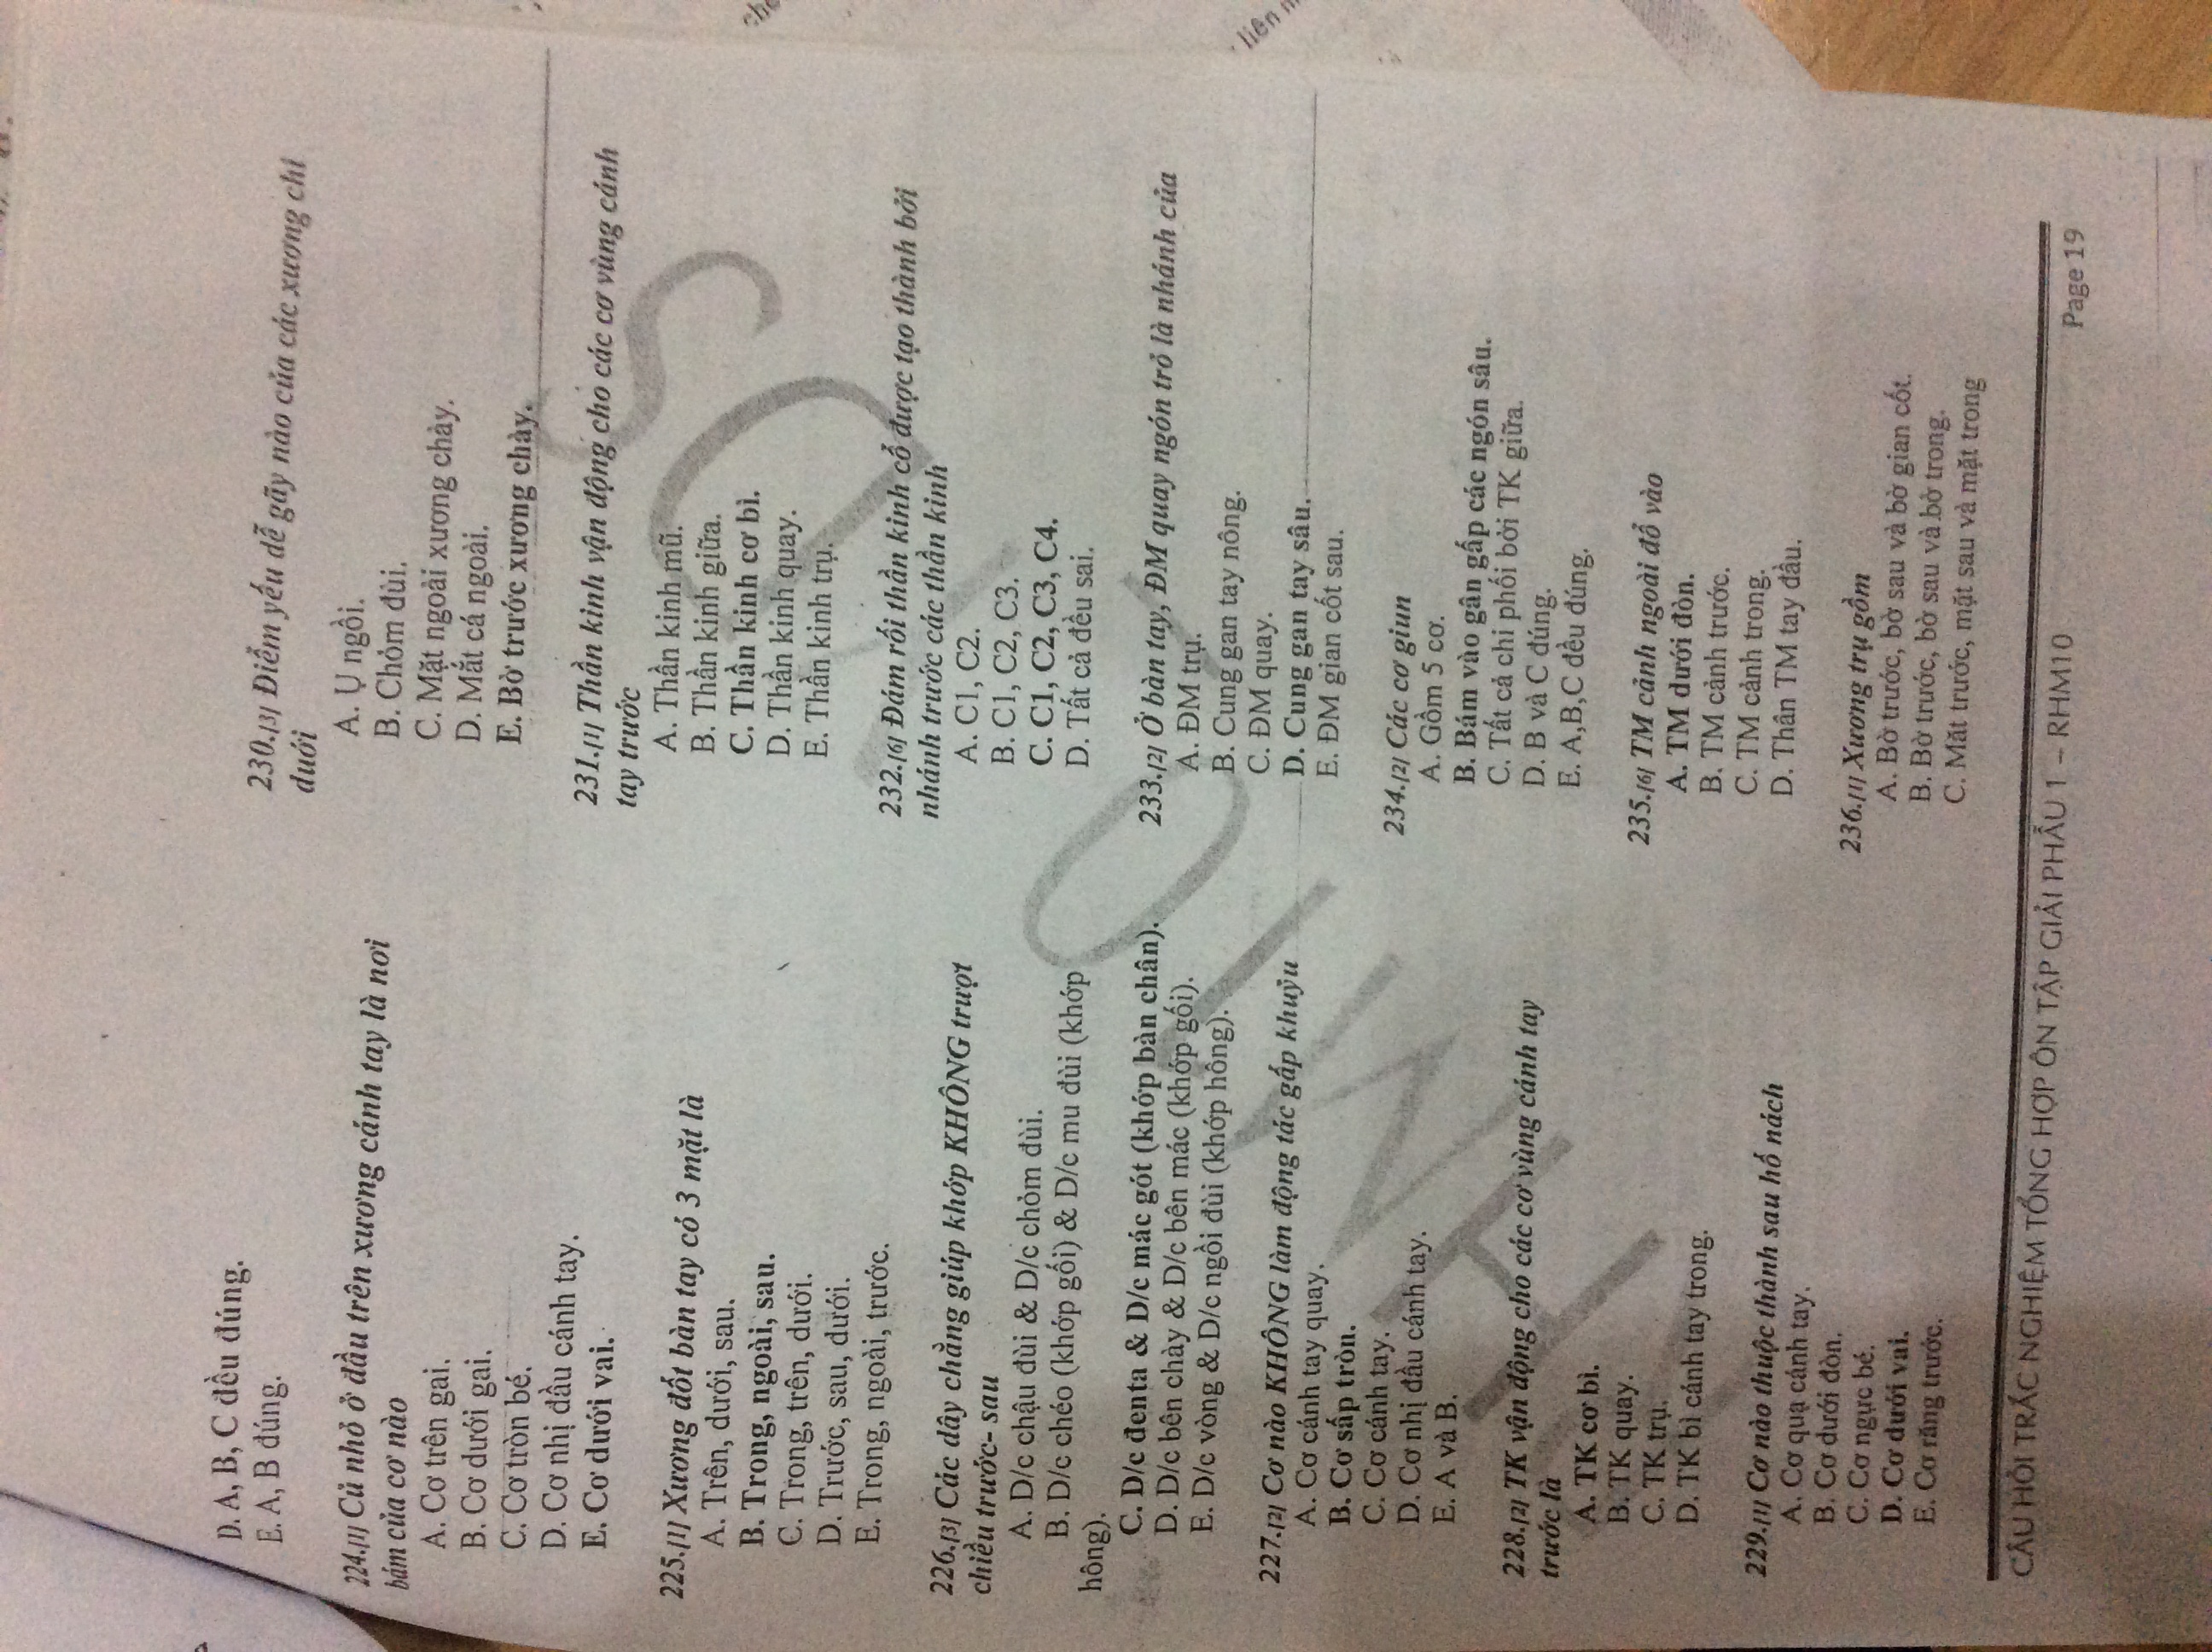 D. A, B, C đều đúng.
E. A, B đúng.
224.[1] Củ nhỏ ở đầu trên xương cánh tay là nơi
bám của cơ nào
A. Cơ trên gai.
B. Cơ dưới gai.
C. Cơ tròn bé.
D. Cơ nhị đầu cánh tay.
E. Cơ dưới vai.
225.[1] Xương đốt bàn tay có 3 mặt là
A. Trên, dưới, sau.
B. Trong, ngoài, sau.
C. Trong, trên, dưới.
D. Trước, sau, dưới.
E. Trong, ngoài, trước.
226.[3] Các dây chằng giúp khớp KHÔNG trượt
chiều trước- sau
A. D/c chậu đùi & D/c chỏm đùi.
B. D/c chéo (khớp gối) & D/c mu đùi (khớp
hông).
C. D/c đenta & D/c mác gót (khớp bàn chân).
D. D/c bên chày & D/c bên mác (khớp gối).
E. D/c vòng & D/c ngồi đùi (khớp hông).
227.[2] Cơ nào KHÔNG làm động tác gấp khuỷu
A. Cơ cánh tay quay.
B. Cơ sấp tròn.
C. Cơ cánh tay.
D. Cơ nhị đầu cánh tay.
E. A và B.
228.[2] TK vận động cho các cơ vùng cánh tay
trước là
A. TK cơ bì.
B. TK quay.
C. TK trụ.
D. TK bì cánh tay trong.
229.[1] Cơ nào thuộc thành sau hố nách
A. Cơ quạ cánh tay.
B. Cơ dưới đòn.
C. Cơ ngực bé.
D. Cơ dưới vai.
E. Cơ răng trước.
230.[3] Điểm yếu dễ gãy nào của các xương chi
dưới
A. Ụ ngồi.
B. Chỏm đùi.
C. Mặt ngoài xương chày.
D. Mắt cá ngoài.
E. Bờ trước xương chày.
231.[1] Thần kinh vận động cho các cơ vùng cánh
tay trước
A. Thần kinh mũ.
B. Thần kinh giữa.
C. Thần kinh cơ bì.
D. Thần kinh quay.
E. Thần kinh trụ.
232.[6] Đám rối thần kinh cổ được tạo thành bởi
nhánh trước các thần kinh
A. C1, C2.
B. C1, C2, C3.
C. C1, C2, C3, C4.
D. Tất cả đều sai.
233.[2] Ở bàn tay, ĐM quay ngón trỏ là nhánh của
A. ĐM trụ.
B. Cung gan tay nông.
C. ĐM quay.
D. Cung gan tay sâu.
E. ĐM gian cốt sau.
234.[2] Các cơ giun
A. Gồm 5 cơ.
B. Bám vào gân gấp các ngón sâu.
C. Tất cả chi phối bởi TK giữa.
D. B và C đúng.
E. A,B,C đều đúng.
235.[6] TM cảnh ngoài đổ vào
A. TM dưới đòn.
B. TM cảnh trước.
C. TM cảnh trong.
D. Thân TM tay đầu.
236.[1] Xương trụ gồm
A. Bờ trước, bờ sau và bờ gian cốt.
B. Bờ trước, bờ sau và bờ trong.
C. Măt trước, mặt sau và mặt trong
CÂU HỎI TRẮC NGHIỆM TỔNG HỢP ÔN TẬP GIẢI PHẪU 1 – RHM10
Page 19